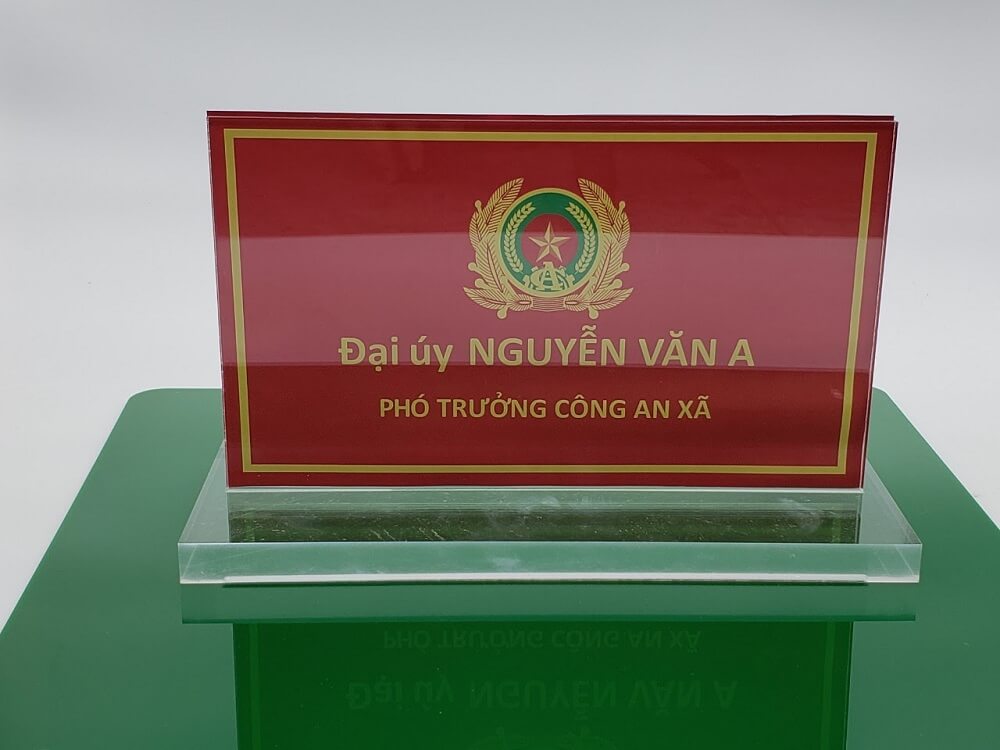 Đại úy NGUYỄN VĂN A
PHÓ TRƯỞNG CÔNG AN XÃ